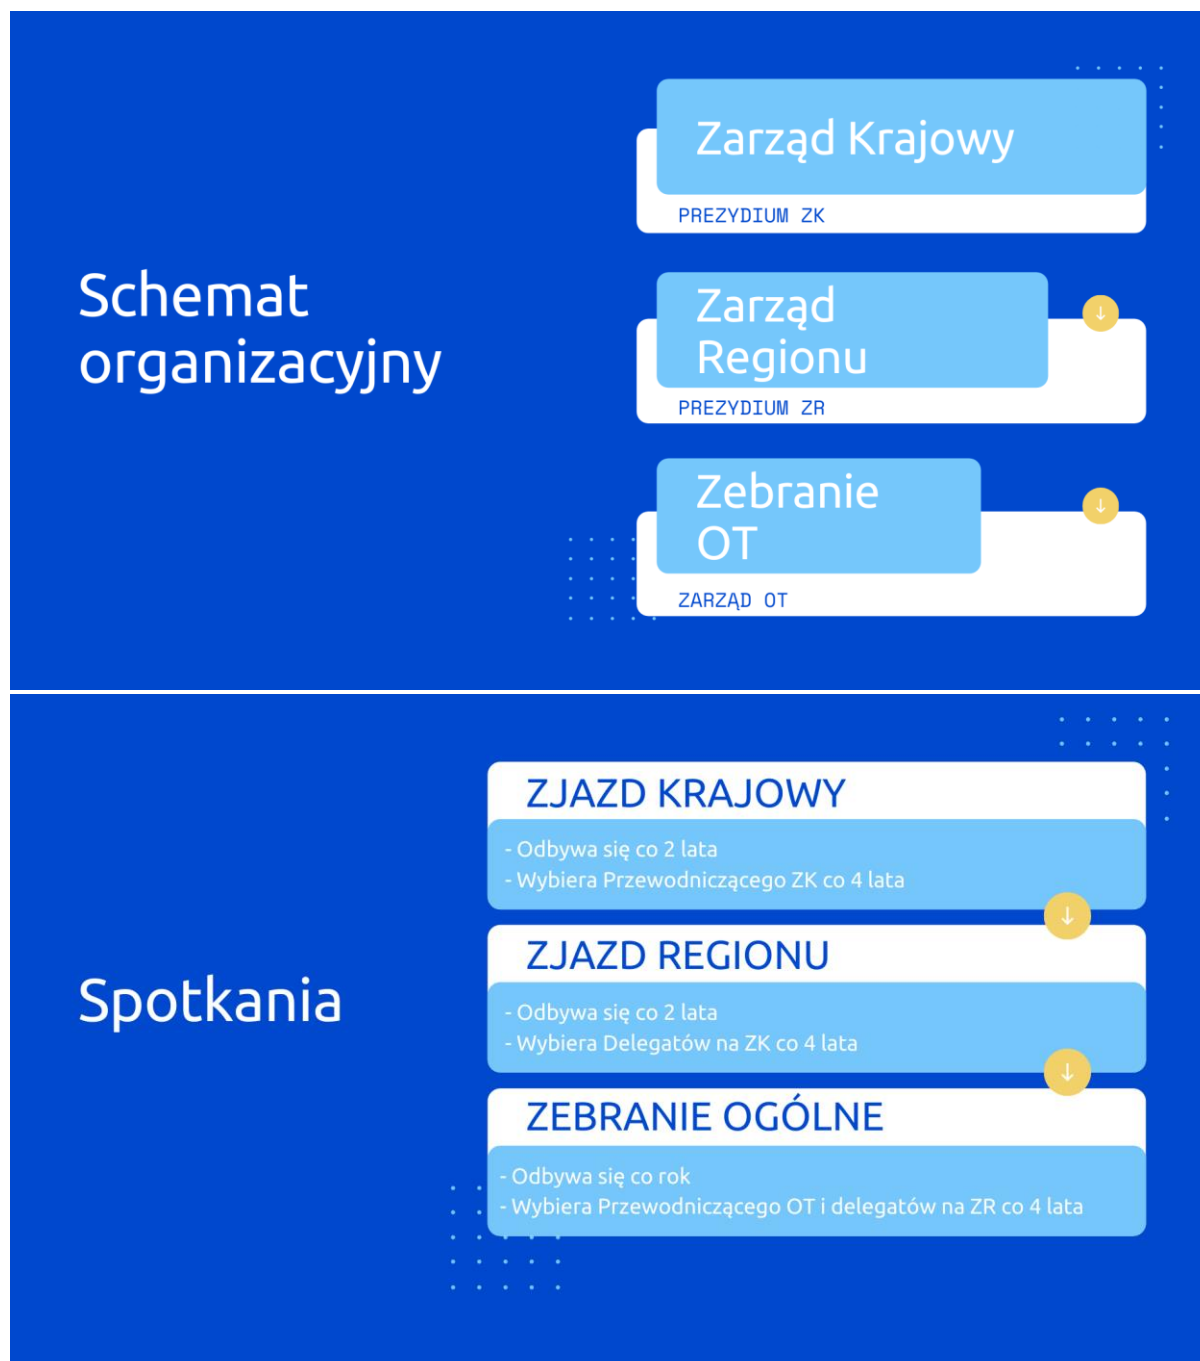 Schemat
organizacyjny
Zarząd Krajowy
PREZYDIUM ZK
Zarząd
Regionu
PREZYDIUM ZR
Zebranie
OT
ZARZĄD OT
Spotkania
ZJAZD KRAJOWY
- Odbywa się co 2 lata
- Wybiera Przewodniczącego ZK co 4 lata
ZJAZD REGIONU
- Odbywa się co 2 lata
- Wybiera Delegatów na ZK co 4 lata
ZEBRANIE OGÓLNE
- Odbywa się co rok
- Wybiera Przewodniczącego OT i delegatów na ZR co 4 lata